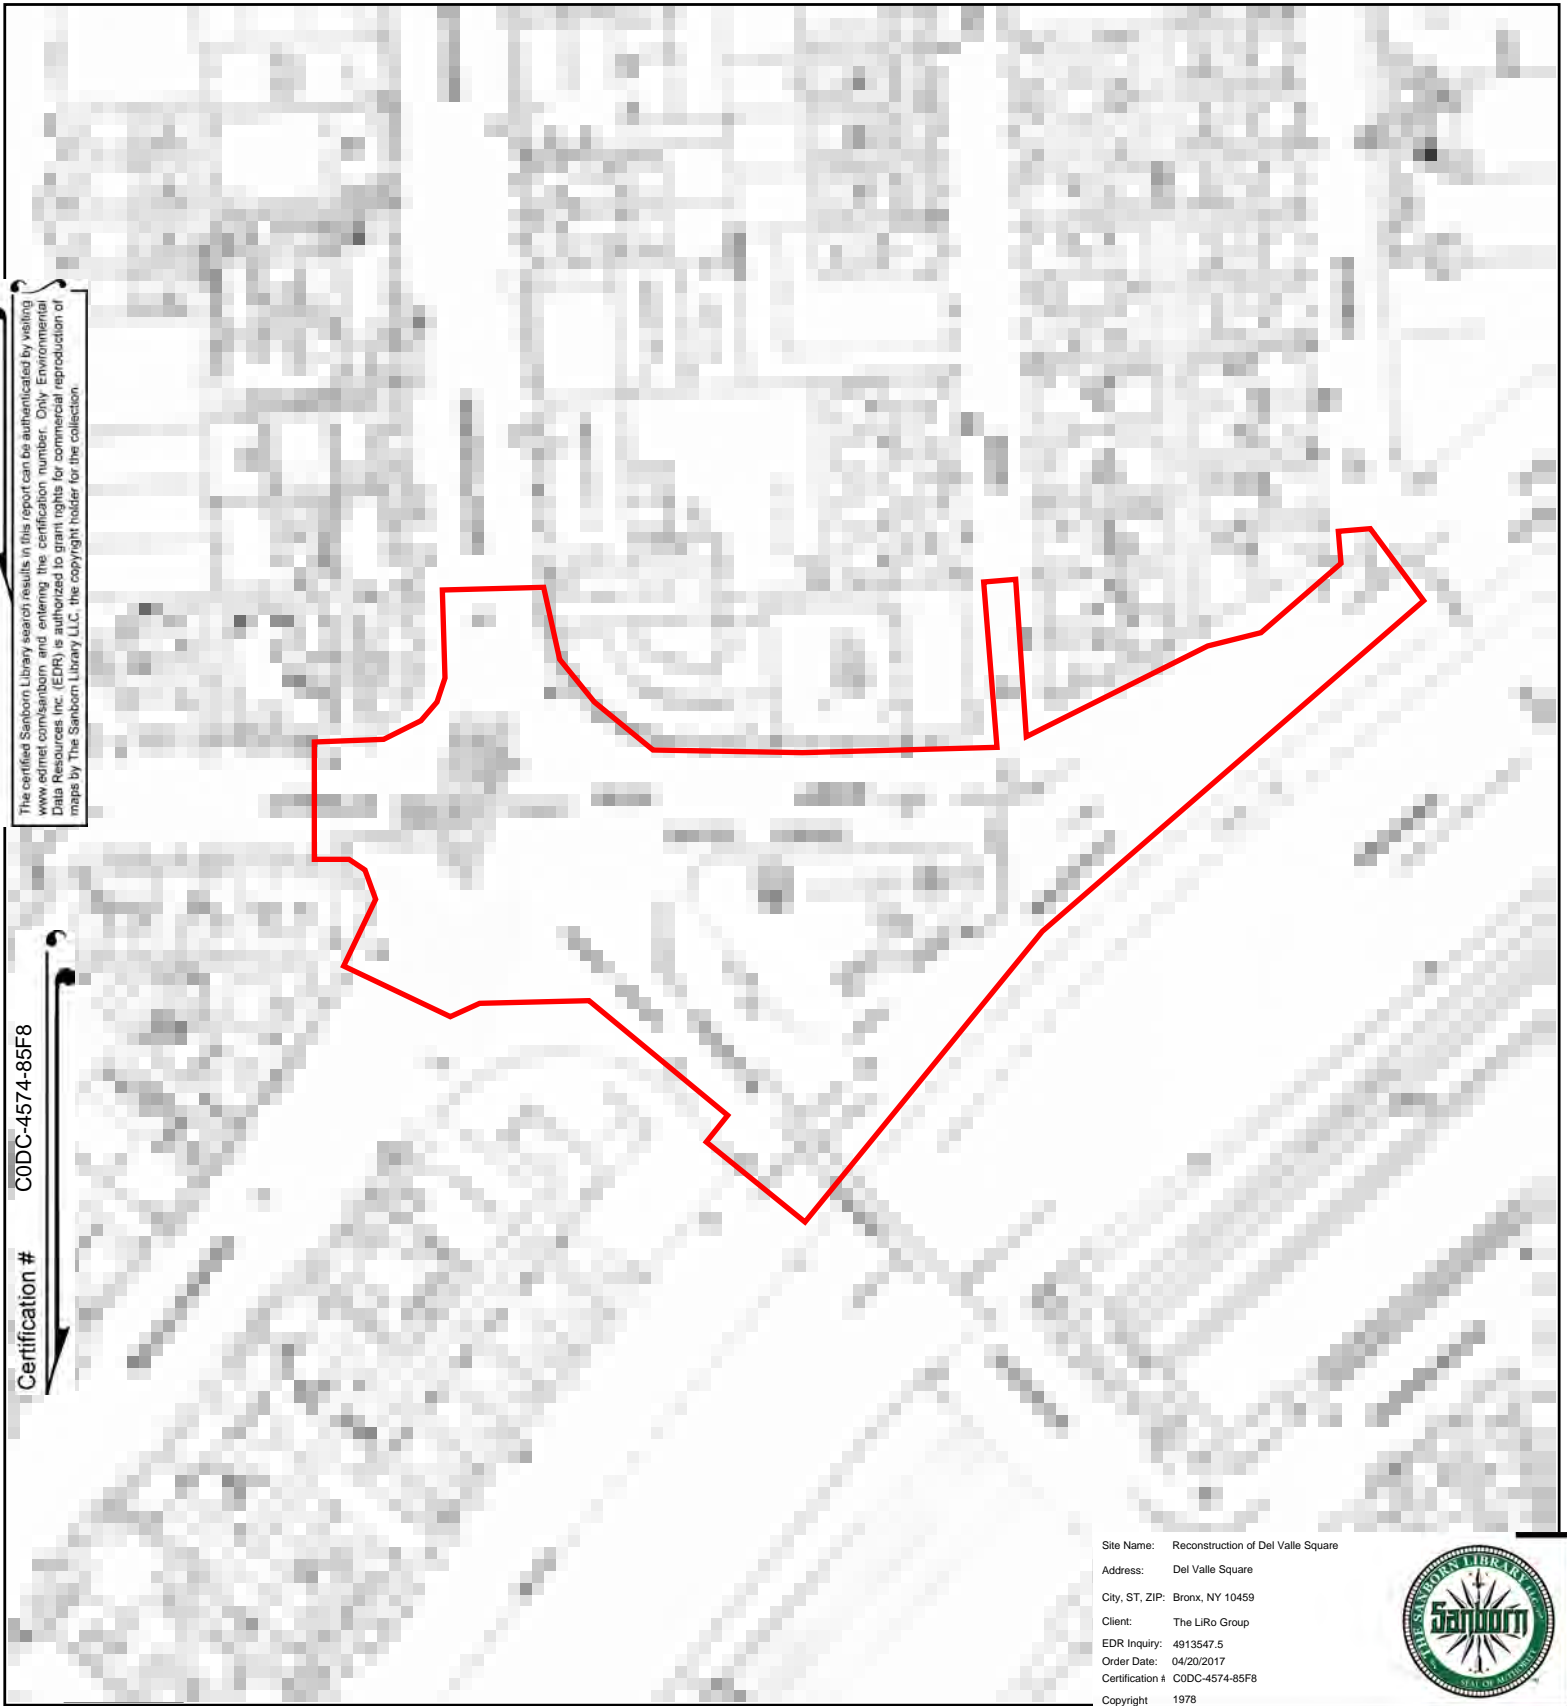 The certified Sanborn Library search results in this report can be authenticated by visiting
www.edrnet.com/sanborn and entering the certification number. Only Environmental
Data Resources Inc. (EDR) is authorized to grant rights for commercial reproduction of
maps by The Sanborn Library LLC, the copyright holder for the collection.
Certification # C0DC-4574-85F8
Site Name: Reconstruction of Del Valle Square
Address: Del Valle Square
City, ST, ZIP: Bronx, NY 10459
Client: The LiRo Group
EDR Inquiry: 4913547.5
Order Date: 04/20/2017
Certification # C0DC-4574-85F8
Copyright 1978
THE SANBORN LIBRARY, LLC
Sanborn
SEAL OF AUTHENTICITY